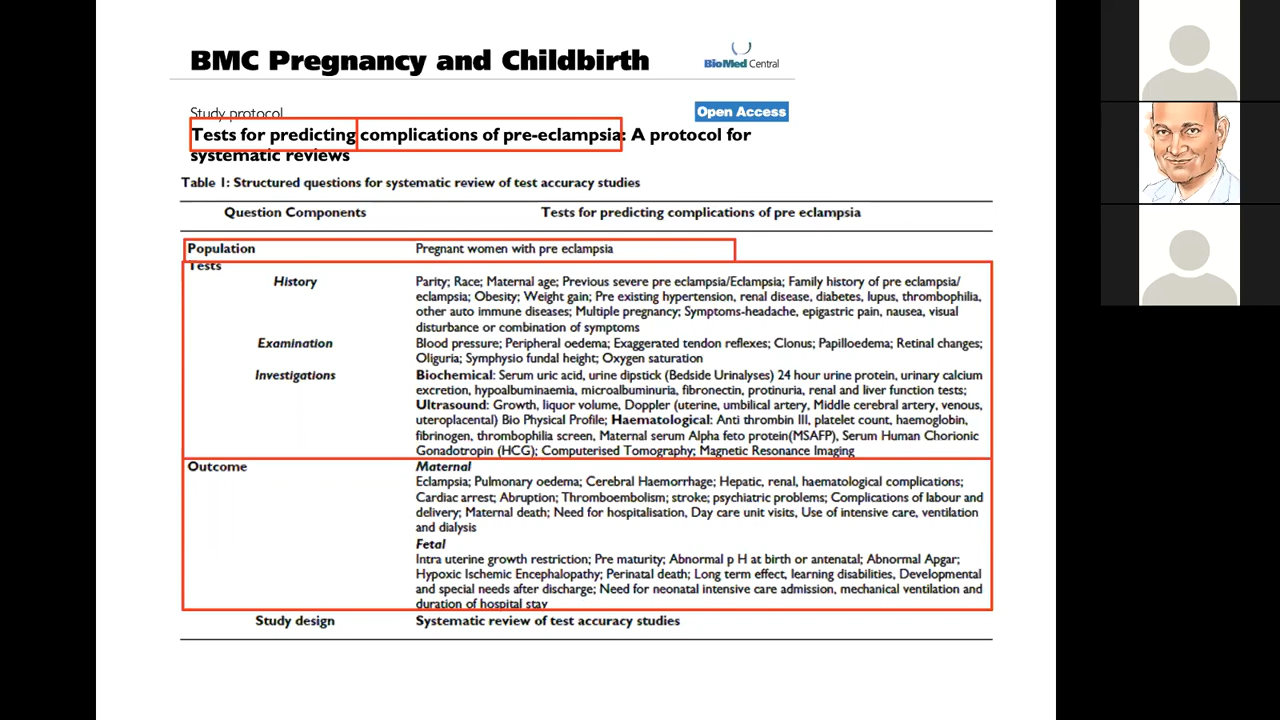 BMC Pregnancy and Childbirth
BioMed Central
Study protocol
Open Access
Tests for predicting complications of pre-eclampsia: A protocol for
systematic reviews
Table 1: Structured questions for systematic review of test accuracy studies
Question Components
Tests for predicting complications of pre eclampsia
Population
Pregnant women with pre eclampsia
Tests
History
Parity; Race; Maternal age; Previous severe pre eclampsia/Eclampsia; Family history of pre eclampsia/
eclampsia; Obesity; Weight gain; Pre existing hypertension, renal disease, diabetes, lupus, thrombophilia,
other auto immune diseases; Multiple pregnancy; Symptoms-headache, epigastric pain, nausea, visual
disturbance or combination of symptoms
Examination
Blood pressure; Peripheral oedema; Exaggerated tendon reflexes; Clonus; Papilloedema; Retinal changes;
Oliguria; Symphysio fundal height; Oxygen saturation
Investigations
Biochemical: Serum uric acid, urine dipstick (Bedside Urinalyses) 24 hour urine protein, urinary calcium
excretion, hypoalbuminaemia, microalbuminuria, fibronectin, protinuria, renal and liver function tests;
Ultrasound: Growth, liquor volume, Doppler (uterine, umbilical artery, Middle cerebral artery, venous,
uteroplacental) Bio Physical Profile; Haematological: Anti thrombin III, platelet count, haemoglobin,
fibrinogen, thrombophilia screen, Maternal serum Alpha feto protein(MSAFP), Serum Human Chorionic
Gonadotropin (HCG); Computerised Tomography; Magnetic Resonance Imaging
Outcome
Maternal
Eclampsia; Pulmonary oedema; Cerebral Haemorrhage; Hepatic, renal, haematological complications;
Cardiac arrest; Abruption; Thromboembolism; stroke; psychiatric problems; Complications of labour and
delivery; Maternal death; Need for hospitalisation, Day care unit visits, Use of intensive care, ventilation
and dialysis
Fetal
Intra uterine growth restriction; Pre maturity; Abnormal p H at birth or antenatal; Abnormal Apgar;
Hypoxic Ischemic Encephalopathy; Perinatal death; Long term effect, learning disabilities, Developmental
and special needs after discharge; Need for neonatal intensive care admission, mechanical ventilation and
duration of hospital stay
Study design
Systematic review of test accuracy studies